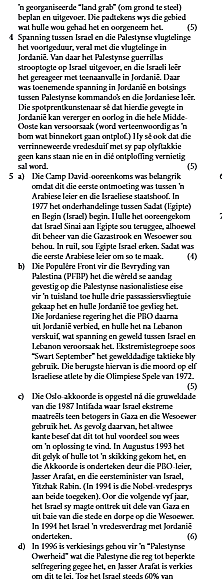 'n georganiseerde "land grab" (om grond te steel)
beplan en uitgevoer. Die padtekens wys die gebied
wat hulle wou gehad het en oorgeneem het. (5)
4 Spanning tussen Israel en die Palestynse vlugtelinge
het voortgeduur, veral met die vlugtelinge in
Jordanië. Van daar het Palestynse guerrillas
strooptogte op Israel uitgevoer, en die Israeli leër
het gereageer met teenaanvalle in Jordanië. Daar
was toenemende spanning in Jordanië en botsings
tussen Palestynse kommando's en die Jordaniese leër.
Die spotprentkunstenaar sê dat hierdie gevegte in
Jordanië kan vererger en oorlog in die hele Midde-
Ooste kan veroorsaak (word verteenwoordig as 'n
bom wat binnekort gaan ontplof.) Hy sê ook dat die
verrinneweerde vredesduif met sy pap olyftakkie
geen kans staan nie en in dié ontploffing vernietig
sal word. (5)
5 a) Die Camp David-ooreenkoms was belangrik
omdat dit die eerste ontmoeting was tussen 'n
Arabiese leier en die Israeliese staatshoof. In
1977 het onderhandelinge tussen Sadat (Egipte)
en Begin (Israel) begin. Hulle het ooreengekom
dat Israel Sinai aan Egipte sou teruggee, alhoewel
dit beheer van die Gazastrook en Wesoewer sou
behou. In ruil, sou Egipte Israel erken. Sadat was
die eerste Arabiese leier om so te maak. (4)
b) Die Populêre Front vir die Bevryding van
Palestina (PFBP) het die wêreld se aandag
gevestig op die Palestynse nasionalistiese eise
vir 'n tuisland toe hulle drie passassiersvliegtuie
gekaap het en hulle Jordanië toe gevlieg het.
Die Jordaniese regering het die PBO daarna
uit Jordanië verbied, en hulle het na Lebanon
verskuif, wat spanning en geweld tussen Israel en
Lebanon veroorsaak het. Ekstremistegroepe soos
"Swart September" het gewelddadige taktieke bly
gebruik. Die berugste hiervan is die moord op elf
Israeliese atlete by die Olimpiese Spele van 1972.
(5)
c) Die Oslo-akkoorde is opgestel ná die gruweldade
van die 1987 Intifada waar Israel ekstreme
maatreëls teen betogers in Gaza en die Wesoewer
gebruik het. As gevolg daarvan, het altwee
kante besef dat dit tot hul voordeel sou wees
om 'n oplossing te vind. In Augustus 1993 het
dit gelyk of hulle tot 'n skikking gekom het, en
die Akkoorde is onderteken deur die PBO-leier,
Jasser Arafat, en die eersteminister van Israel,
Yitzhak Rabin. (In 1994 is die Nobel-vredesprys
aan beide toegeken). Oor die volgende vyf jaar,
het Israel sy magte onttrek uit dele van Gaza en
uit baie van die stede en dorpe op die Wesoewer.
In 1994 het Israel 'n vredesverdrag met Jordanië
onderteken. (6)
d) In 1996 is verkiesings gehou vir 'n "Palestynse
Owerheid" wat die Palestyne die reg tot beperkte
selfregering gegee het, en Jasser Arafat is verkies
om dit te lei. Tog het Israel steeds 60% van